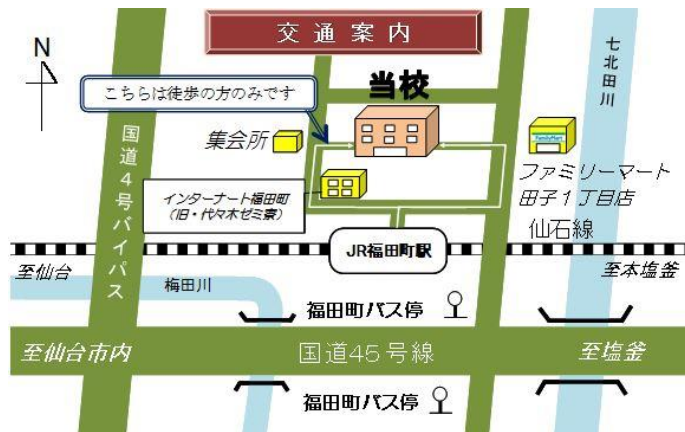 交通案内
N
七北田川
こちらは徒歩の方のみです
当校
国道4号バイパス
集会所
FamilyMart
ファミリーマート
田子1丁目店
インターナート福田町
(旧・代々木ゼミ寮)
仙石線
JR福田町駅
至仙台
至本塩釜
梅田川
福田町バス停
至仙台市内
国道45号線
至塩釜
福田町バス停